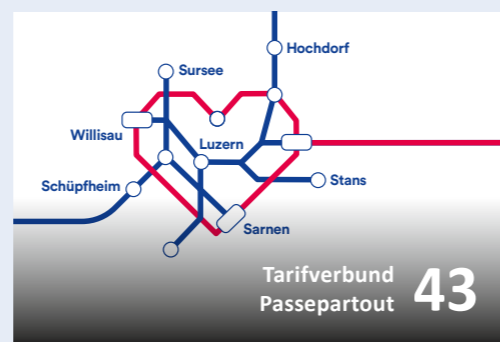 Hochdorf
Sursee
Willisau
Luzern
Schüpfheim
Stans
Sarnen
Tarifverbund
Passepartout
43